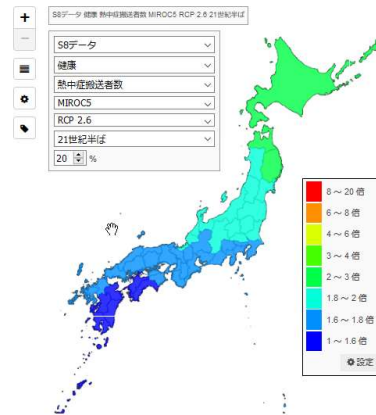 S8データ 健康 熱中症搬送者数 MIROC5 RCP 2.6 21世紀半ば
S8データ
健康
熱中症搬送者数
MIROC5
RCP 2.6
21世紀半ば
20 %
8～20 倍
6～8 倍
4～6 倍
3～4 倍
2～3 倍
1.8～2 倍
1.6～1.8 倍
1～1.6 倍
設定